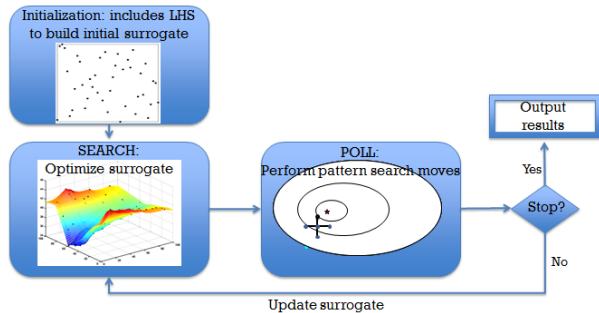 Initialization: includes LHS
to build initial surrogate
SEARCH:
Optimize surrogate
POLL:
Perform pattern search moves
Output
results
Yes
Stop?
No
Update surrogate